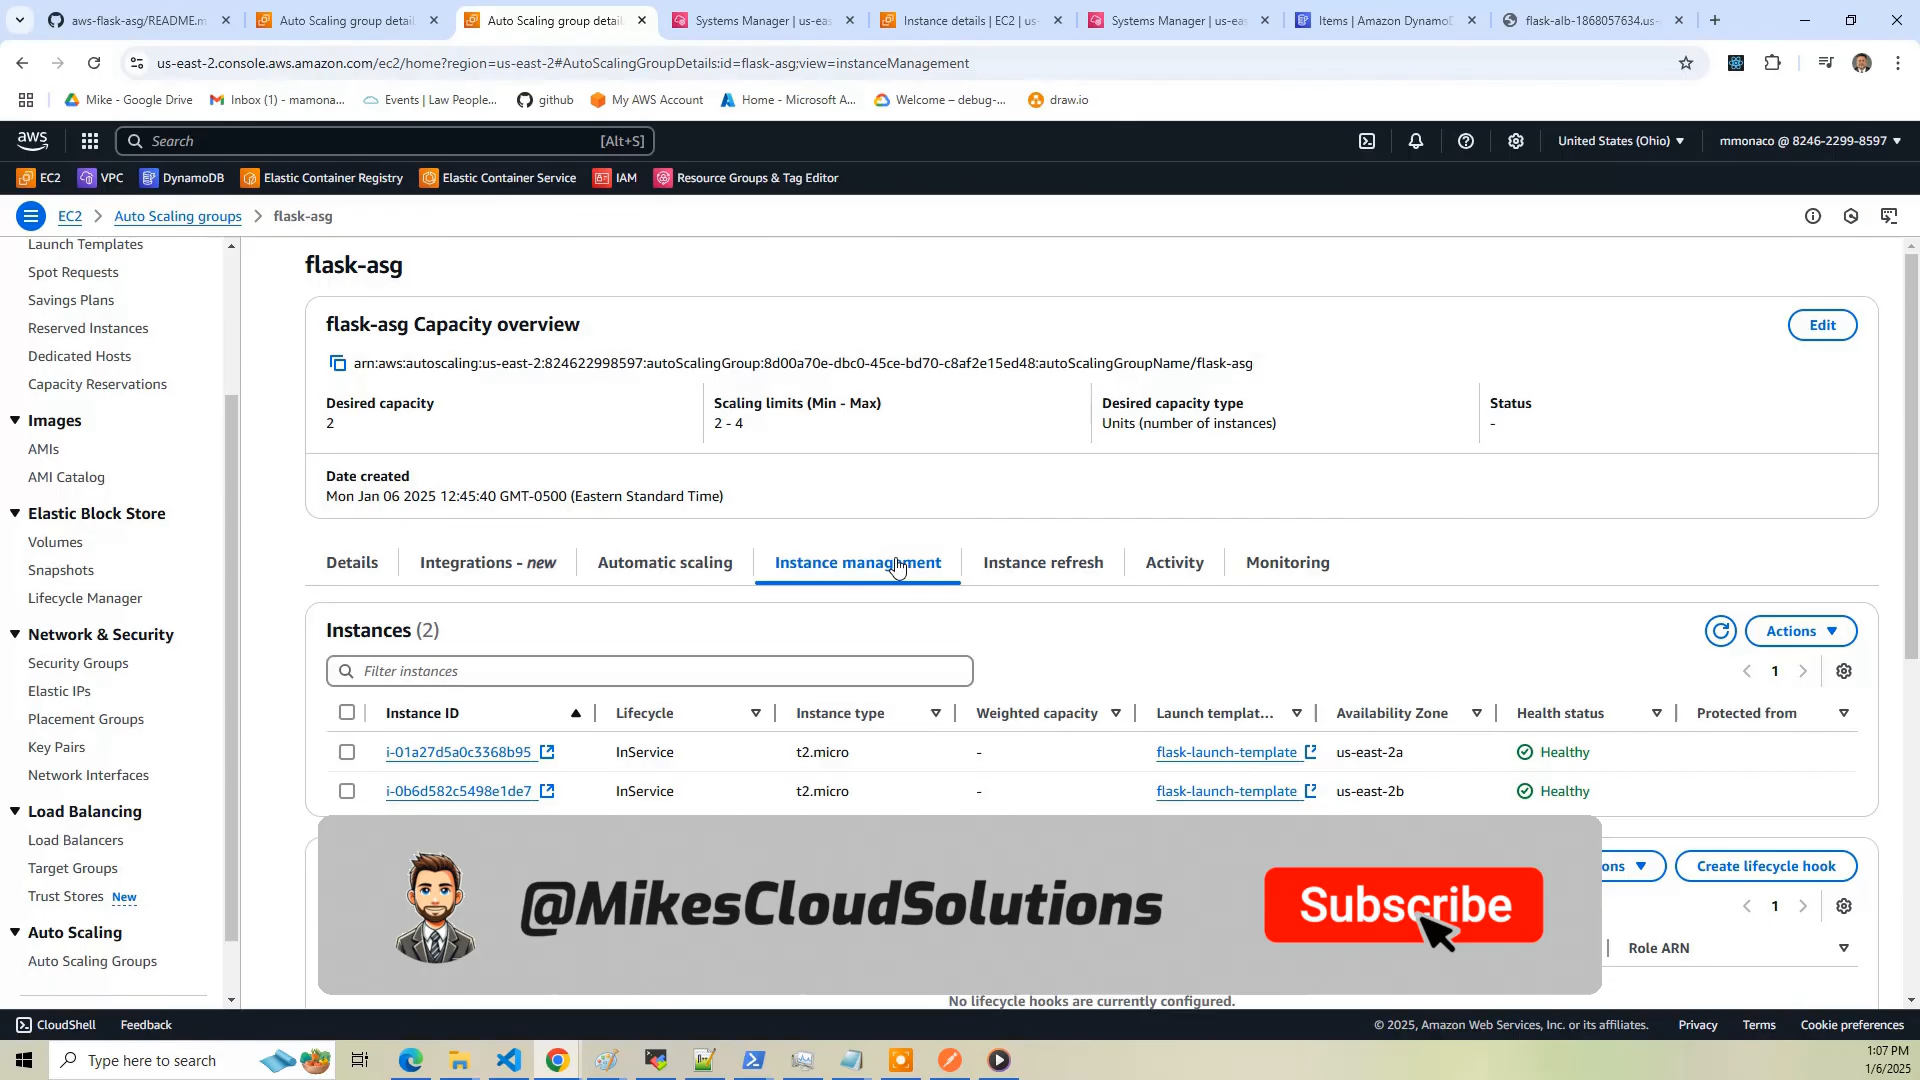 aws-flask-asg/README.m
Auto Scaling group detail
Auto Scaling group detail
Systems Manager | us-eas
Instance details | EC2 | us-
Systems Manager | us-eas
Items | Amazon DynamoD
flask-alb-1868057634.us-
us-east-2.console.aws.amazon.com/ec2/home?region=us-east-2#AutoScalingGroupDetails:id=flask-asg;view=instanceManagement
Mike - Google Drive
Inbox (1) - mamona...
Events | Law People...
github
My AWS Account
Home - Microsoft A...
Welcome – debug-...
draw.io
aws
Search
[Alt+S]
United States (Ohio)
mmonaco @ 8246-2299-8597
EC2
VPC
DynamoDB
Elastic Container Registry
Elastic Container Service
IAM
Resource Groups & Tag Editor
EC2
Auto Scaling groups
flask-asg
Launch Templates
Spot Requests
Savings Plans
Reserved Instances
Dedicated Hosts
Capacity Reservations
Images
AMIs
AMI Catalog
Elastic Block Store
Volumes
Snapshots
Lifecycle Manager
Network & Security
Security Groups
Elastic IPs
Placement Groups
Key Pairs
Network Interfaces
Load Balancing
Load Balancers
Target Groups
Trust Stores New
Auto Scaling
Auto Scaling Groups
flask-asg
flask-asg Capacity overview
Edit
arn:aws:autoscaling:us-east-2:824622998597:autoScalingGroup:8d00a70e-dbc0-45ce-bd70-c8af2e15ed48:autoScalingGroupName/flask-asg
Desired capacity
2
Scaling limits (Min - Max)
2 - 4
Desired capacity type
Units (number of instances)
Status
-
Date created
Mon Jan 06 2025 12:45:40 GMT-0500 (Eastern Standard Time)
Details
Integrations - new
Automatic scaling
Instance management
Instance refresh
Activity
Monitoring
Instances (2)
Actions
Filter instances
1
Instance ID
Lifecycle
Instance type
Weighted capacity
Launch templat...
Availability Zone
Health status
Protected from
i-01a27d5a0c3368b95
InService
t2.micro
-
flask-launch-template
us-east-2a
Healthy
i-0b6d582c5498e1de7
InService
t2.micro
-
flask-launch-template
us-east-2b
Healthy
@MikesCloudSolutions
Subscribe
ons
Create lifecycle hook
1
Role ARN
No lifecycle hooks are currently configured.
CloudShell
Feedback
© 2025, Amazon Web Services, Inc. or its affiliates.
Privacy
Terms
Cookie preferences
Type here to search
1:07 PM
1/6/2025